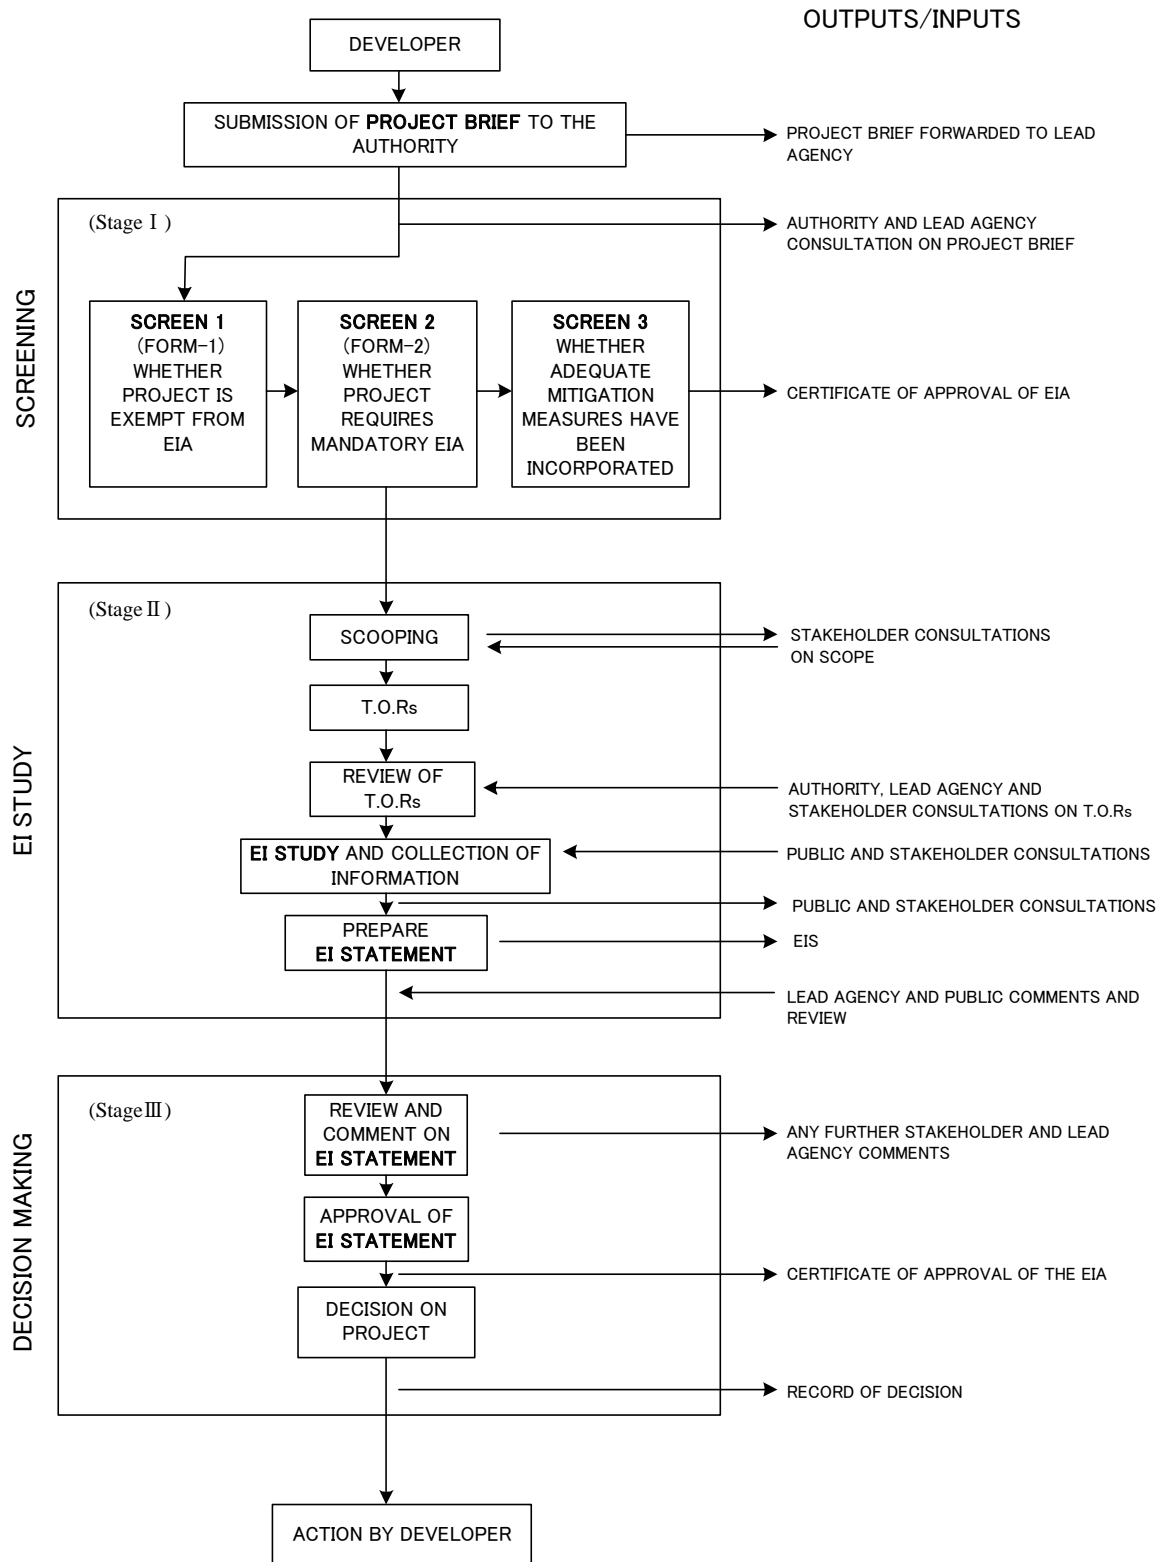 OUTPUTS/INPUTS
DEVELOPER
SUBMISSION OF PROJECT BRIEF TO THE
AUTHORITY
PROJECT BRIEF FORWARDED TO LEAD
AGENCY
SCREENING
(Stage Ⅰ)
AUTHORITY AND LEAD AGENCY
CONSULTATION ON PROJECT BRIEF
SCREEN 1
(FORM-1)
WHETHER
PROJECT IS
EXEMPT FROM
EIA
SCREEN 2
(FORM-2)
WHETHER
PROJECT
REQUIRES
MANDATORY EIA
SCREEN 3
WHETHER
ADEQUATE
MITIGATION
MEASURES HAVE
BEEN
INCORPORATED
CERTIFICATE OF APPROVAL OF EIA
EI STUDY
(Stage Ⅱ)
SCOOPING
STAKEHOLDER CONSULTATIONS
ON SCOPE
T.O.Rs
REVIEW OF
T.O.Rs
AUTHORITY, LEAD AGENCY AND
STAKEHOLDER CONSULTATIONS ON T.O.Rs
EI STUDY AND COLLECTION OF
INFORMATION
PUBLIC AND STAKEHOLDER CONSULTATIONS
PUBLIC AND STAKEHOLDER CONSULTATIONS
PREPARE
EI STATEMENT
EIS
LEAD AGENCY AND PUBLIC COMMENTS AND
REVIEW
DECISION MAKING
(Stage Ⅲ)
REVIEW AND
COMMENT ON
EI STATEMENT
ANY FURTHER STAKEHOLDER AND LEAD
AGENCY COMMENTS
APPROVAL OF
EI STATEMENT
CERTIFICATE OF APPROVAL OF THE EIA
DECISION ON
PROJECT
RECORD OF DECISION
ACTION BY DEVELOPER